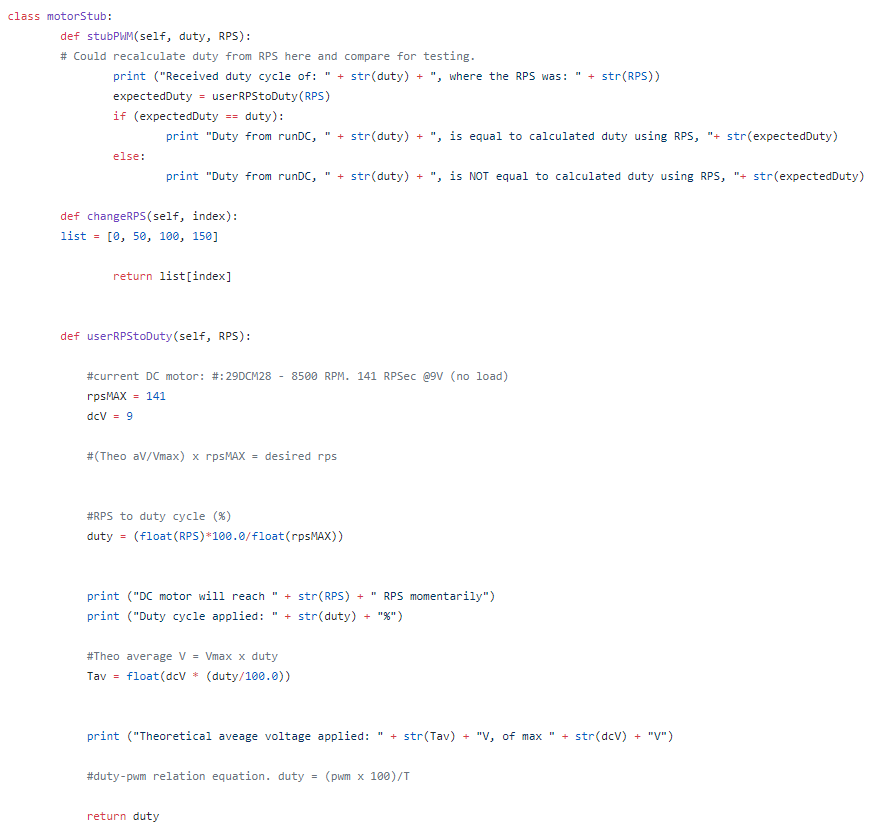 class motorStub:
def stubPWM(self, duty, RPS):
# Could recalculate duty from RPS here and compare for testing.
print ("Received duty cycle of: " + str(duty) + ", where the RPS was: " + str(RPS))
expectedDuty = userRPStoDuty(RPS)
if (expectedDuty == duty):
print "Duty from runDC, " + str(duty) + ", is equal to calculated duty using RPS, "+ str(expectedDuty)
else:
print "Duty from runDC, " + str(duty) + ", is NOT equal to calculated duty using RPS, "+ str(expectedDuty)
def changeRPS(self, index):
list = [0, 50, 100, 150]
return list[index]
def userRPStoDuty(self, RPS):
#current DC motor: #:29DCM28 - 8500 RPM. 141 RPSec @9V (no load)
rpsMAX = 141
dcV = 9
#(Theo aV/Vmax) x rpsMAX = desired rps
#RPS to duty cycle (%)
duty = (float(RPS)*100.0/float(rpsMAX))
print ("DC motor will reach " + str(RPS) + " RPS momentarily")
print ("Duty cycle applied: " + str(duty) + "%")
#Theo average V = Vmax x duty
Tav = float(dcV * (duty/100.0))
print ("Theoretical aveage voltage applied: " + str(Tav) + "V, of max " + str(dcV) + "V")
#duty-pwm relation equation. duty = (pwm x 100)/T
return duty